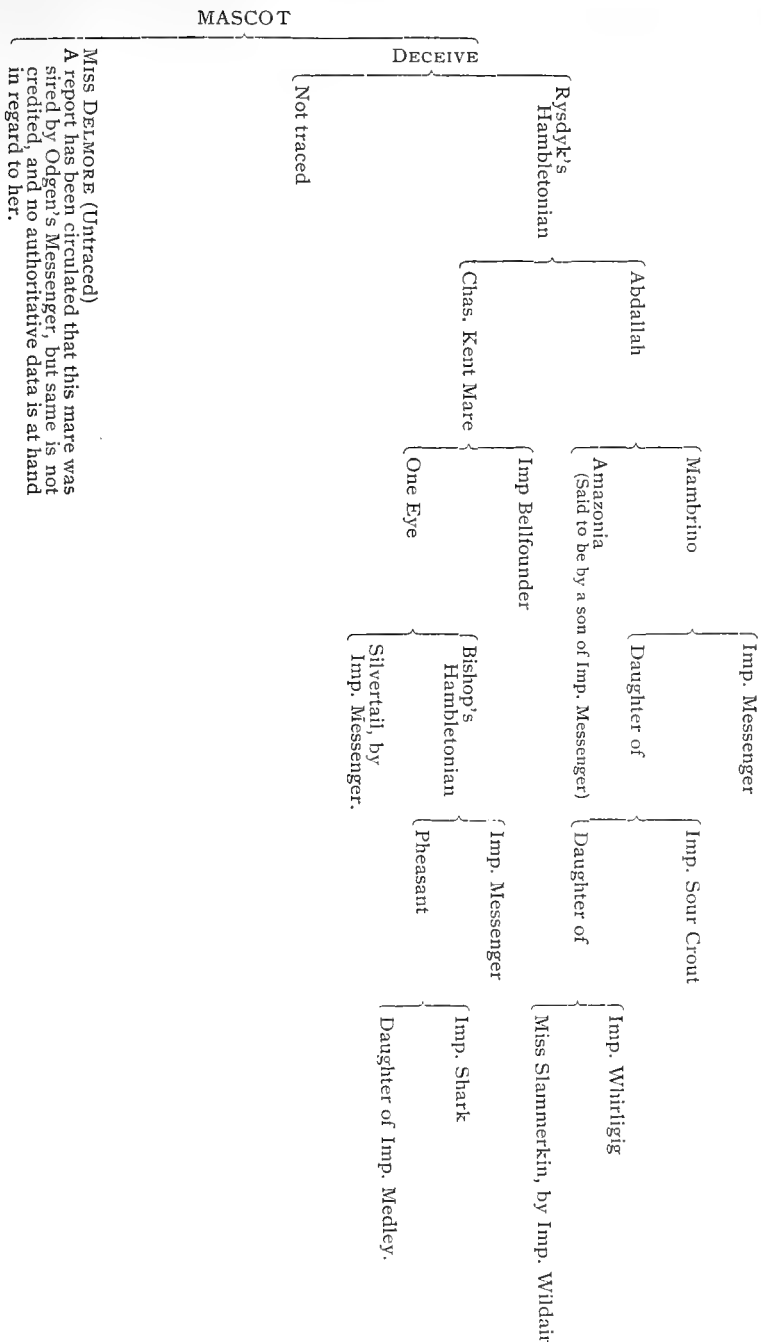 MASCOT
DECEIVE
Rysdyk's
Hambletonian
Abdallah
Mambrino
Imp. Messenger
Daughter of
Imp. Sour Crout
Daughter of
Imp. Whirligig
Miss Slammerkin, by Imp. Wildair
Amazonia
(Said to be by a son of Imp. Messenger)
Chas. Kent Mare
Imp Bellfounder
One Eye
Bishop's
Hambletonian
Imp. Messenger
Pheasant
Imp. Shark
Daughter of Imp. Medley.
Silvertail, by
Imp. Messenger.
Not traced
MISS DELMORE (Untraced)
A report has been circulated that this mare was
sired by Odgen's Messenger, but same is not
credited, and no authoritative data is at hand
in regard to her.